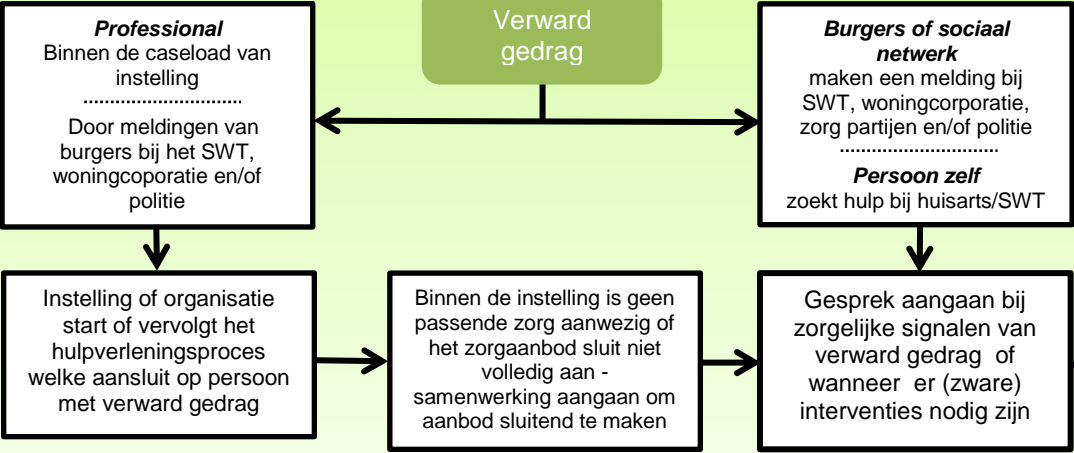 Verward
gedrag
Professional
Binnen de caseload van
instelling
.............................
Door meldingen van
burgers bij het SWT,
woningcoporatie en/of
politie
Burgers of sociaal
netwerk
maken een melding bij
SWT, woningcorporatie,
zorg partijen en/of politie
.............................
Persoon zelf
zoekt hulp bij huisarts/SWT
Instelling of organisatie
start of vervolgt het
hulpverleningsproces
welke aansluit op persoon
met verward gedrag
Binnen de instelling is geen
passende zorg aanwezig of
het zorgaanbod sluit niet
volledig aan -
samenwerking aangaan om
aanbod sluitend te maken
Gesprek aangaan bij
zorgelijke signalen van
verward gedrag of
wanneer er (zware)
interventies nodig zijn